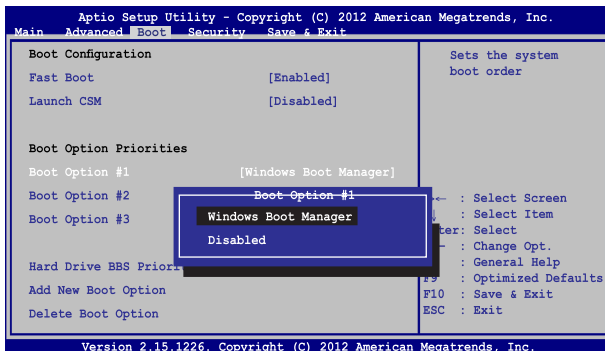 Aptio Setup Utility - Copyright (C) 2012 American Megatrends, Inc.
Main Advanced Boot Security Save & Exit
Boot Configuration
Fast Boot [Enabled]
Launch CSM [Disabled]
Boot Option Priorities
Boot Option #1 [Windows Boot Manager]
Boot Option #2
Boot Option #3
Hard Drive BBS
Add New Boot Option
Delete Boot Option
Boot Option #1
Windows Boot Manager
Disabled
Sets the system
boot order
←: Select Screen
: Select Item
: Select
: Change Opt.
: General Help
F9 : Optimized Defaults
F10 : Save & Exit
ESC : Exit
Version 2.15.1226. Copyright (C) 2012 American Megatrends, Inc.